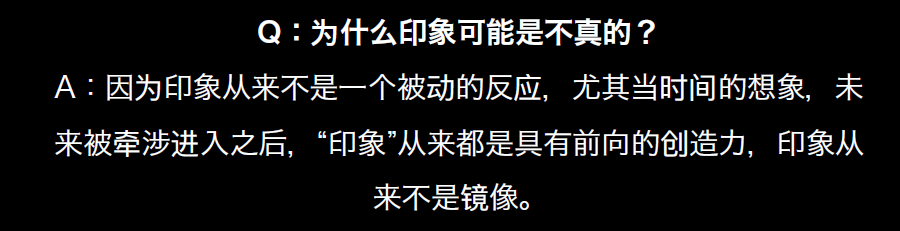 Q：为什么印象可能是不真的？
A：因为印象从来不是一个被动的反应，尤其当时间的想象，未
来被牵涉进入之后，“印象”从来都是具有前向的创造力，印象从
来不是镜像。